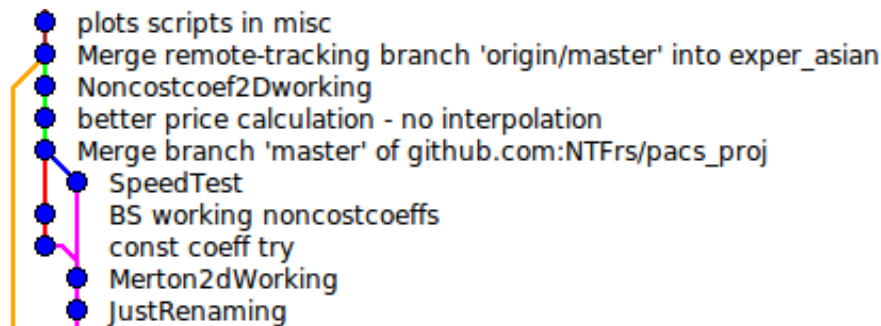 plots scripts in misc
Merge remote-tracking branch 'origin/master' into exper_asian
Noncostcoef2Dworking
better price calculation - no interpolation
Merge branch 'master' of github.com:NTFrs/pacs_proj
SpeedTest
BS working noncostcoeffs
const coeff try
Merton2dWorking
JustRenaming